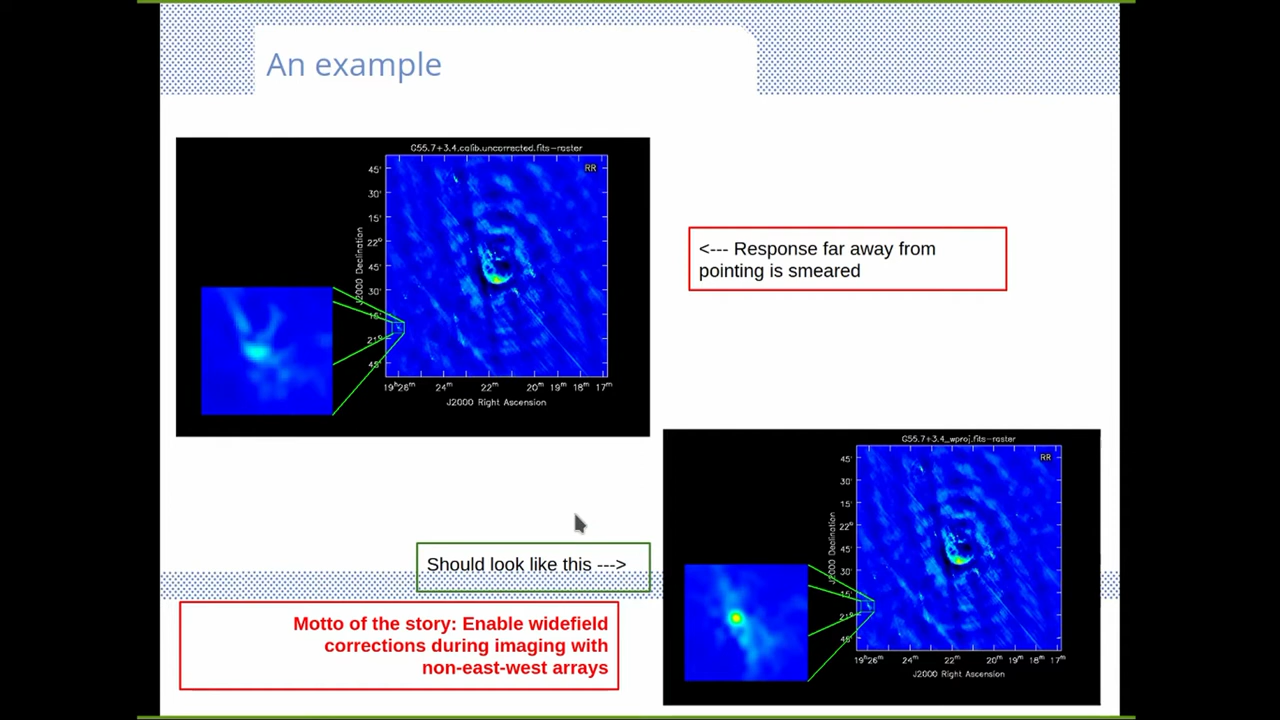 An example
G55.7+3.4.calib.uncorrected.fits-raster
RR
45'
30'
15'
22°
45'
30'
15'
21°
45'
J2000 Declination
19ʰ26ᵐ 24ᵐ 22ᵐ 20ᵐ 19ᵐ 18ᵐ 17ᵐ
J2000 Right Ascension
<--- Response far away from
pointing is smeared
G55.7+3.4_wproj.fits-raster
RR
45'
30'
15'
22°
45'
30'
15'
21°
45'
J2000 Declination
19ʰ26ᵐ 24ᵐ 22ᵐ 20ᵐ 19ᵐ 18ᵐ 17ᵐ
J2000 Right Ascension
Should look like this --->
Motto of the story: Enable widefield
corrections during imaging with
non-east-west arrays